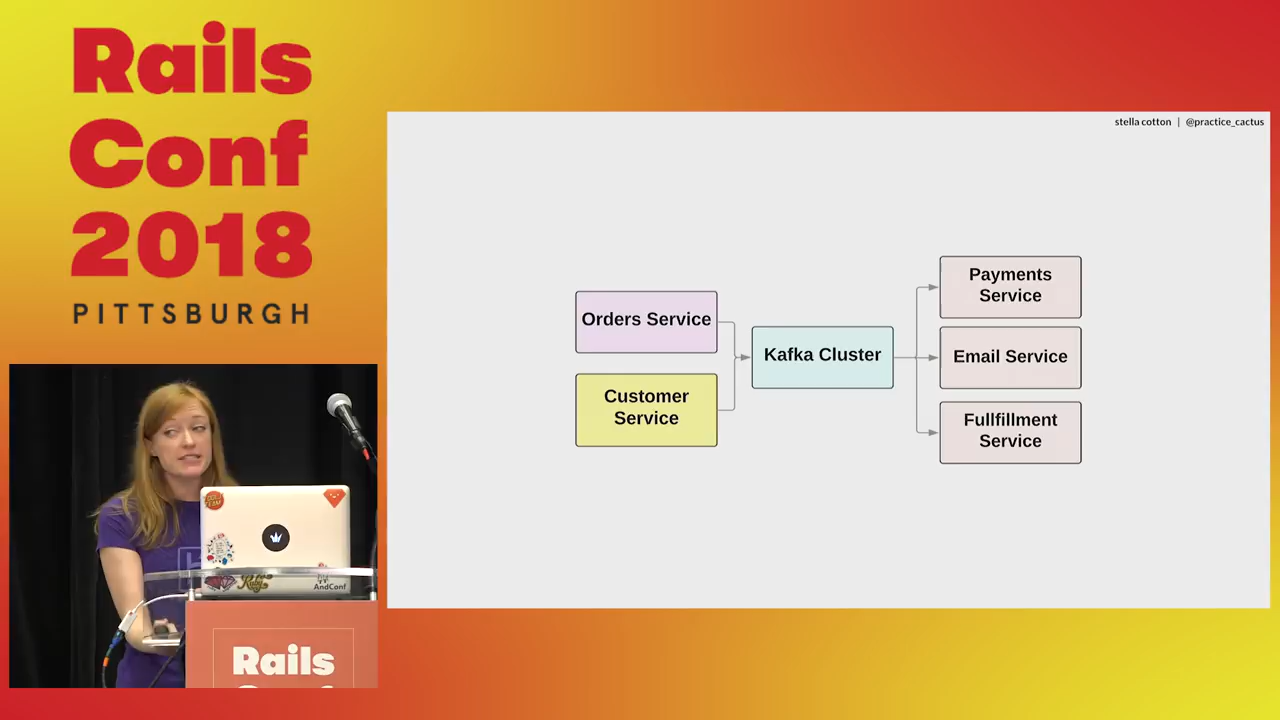 Rails
Conf
2018
PITTSBURGH
stella cotton | @practice_cactus
Orders Service
Customer
Service
Kafka Cluster
Payments
Service
Email Service
Fullfillment
Service
Ruby
AndConf
Rails